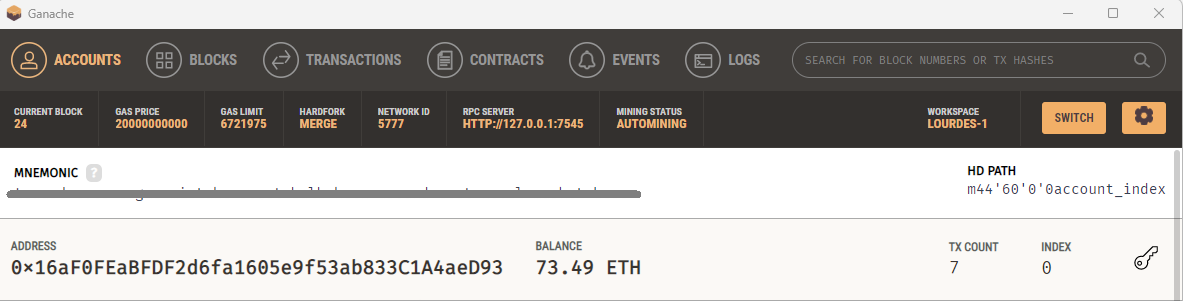 Ganache
ACCOUNTS BLOCKS TRANSACTIONS CONTRACTS EVENTS LOGS SEARCH FOR BLOCK NUMBERS OR TX HASHES
CURRENT BLOCK GAS PRICE GAS LIMIT HARDFORK NETWORK ID RPC SERVER MINING STATUS WORKSPACE
24 20000000000 6721975 MERGE 5777 HTTP://127.0.0.1:7545 AUTOMINING LOURDES-1 SWITCH
MNEMONIC ? HD PATH
m44'60'0'0account_index
ADDRESS BALANCE TX COUNT INDEX
0×16aF0FEaBFDF2d6fa1605e9f53ab833C1A4aeD93 73.49 ETH 7 0